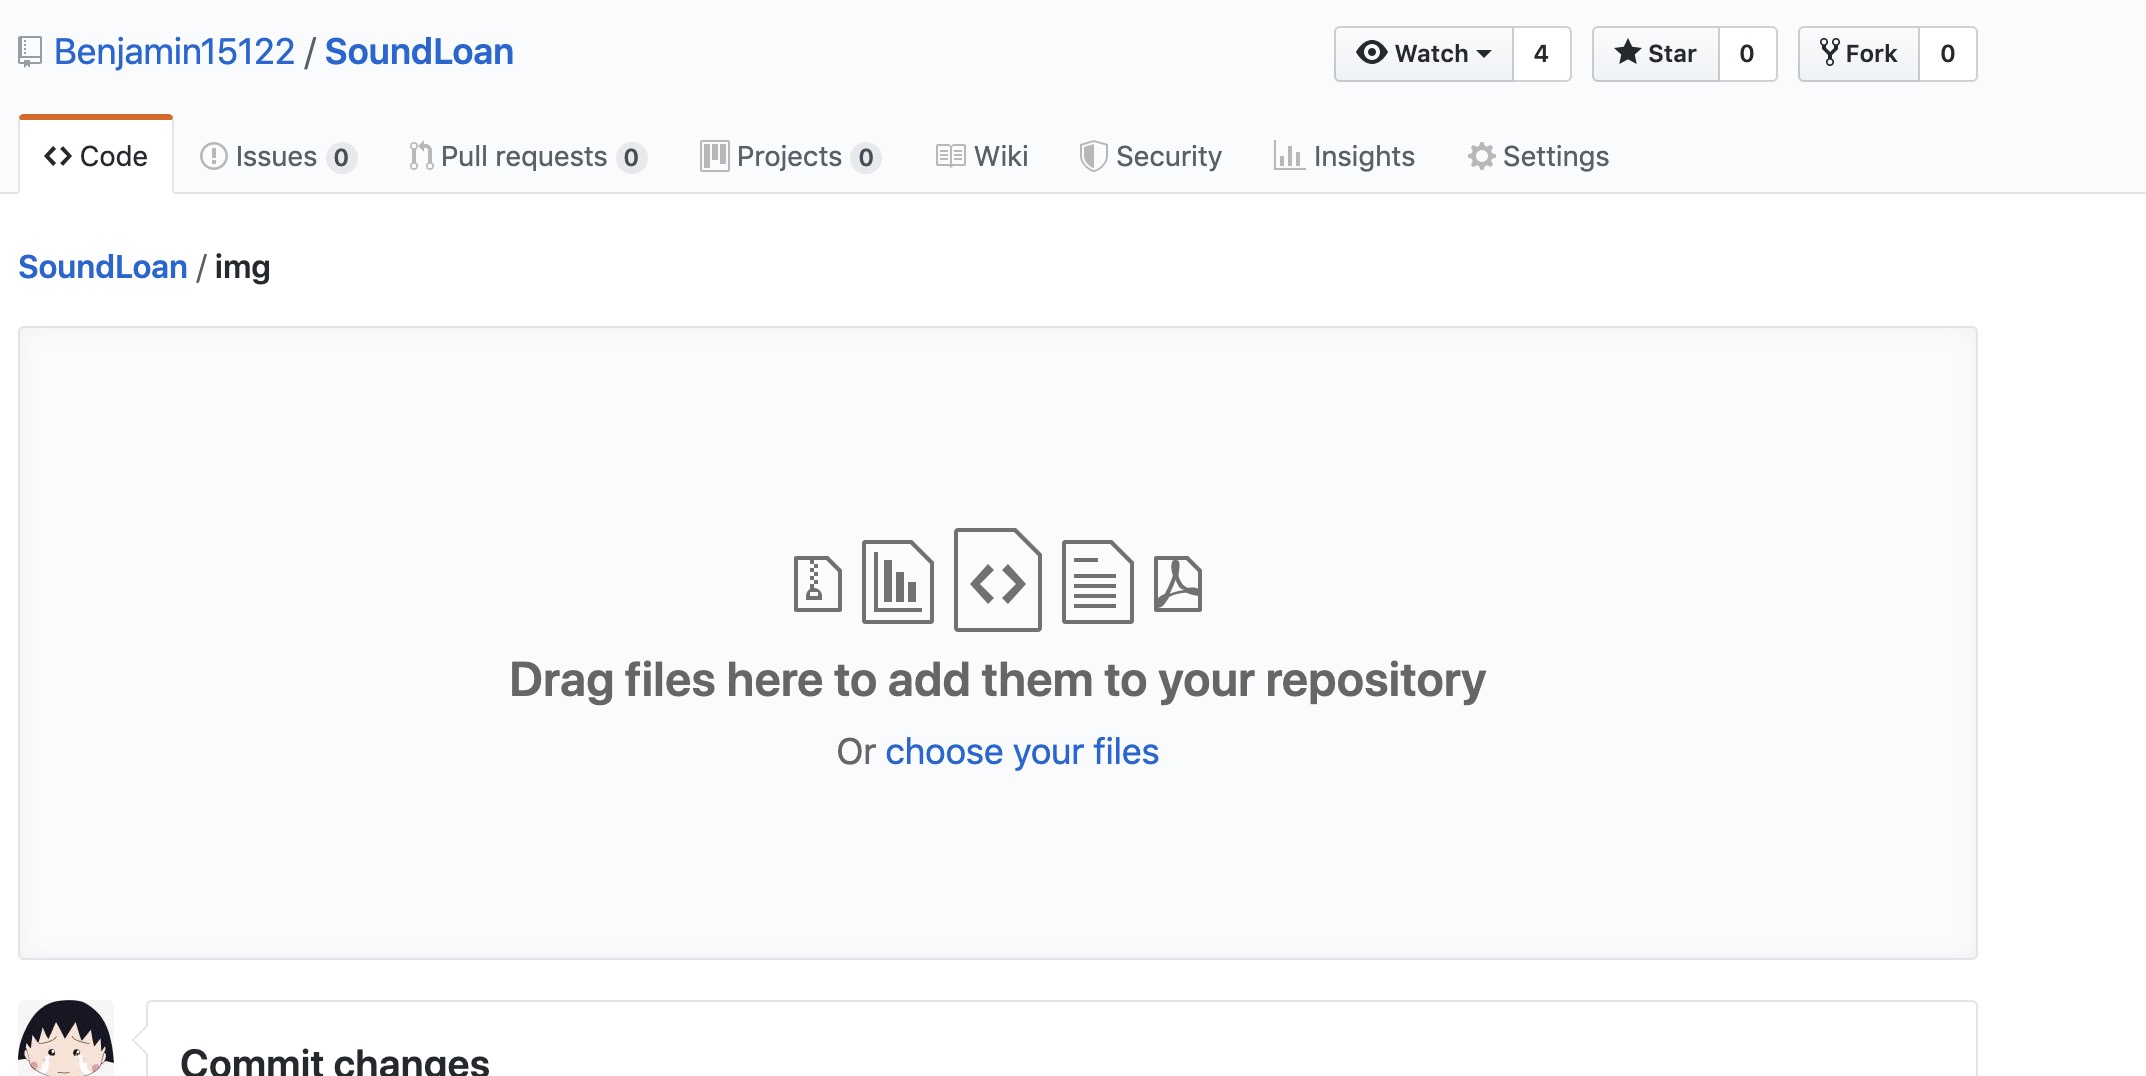 Benjamin15122 / SoundLoan
Watch 4 Star 0 Fork 0
Code Issues 0 Pull requests 0 Projects 0 Wiki Security Insights Settings
SoundLoan / img
Drag files here to add them to your repository
Or choose your files
Commit changes